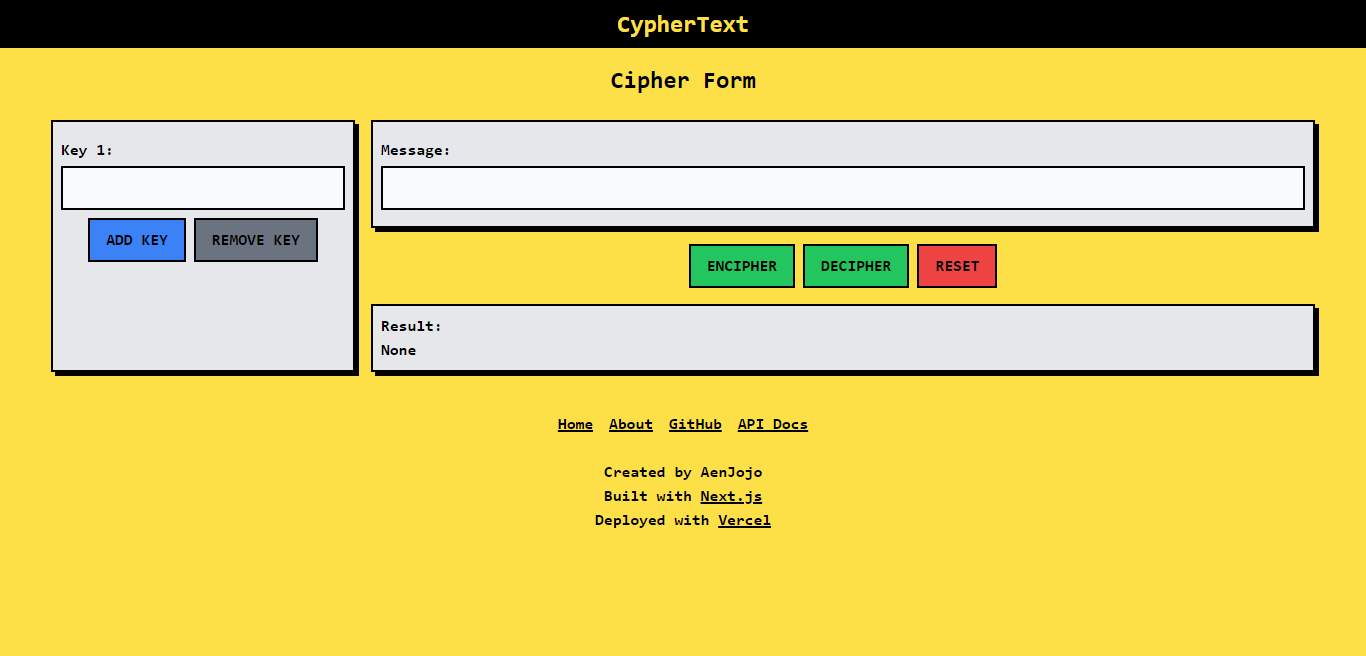 CypherText
Cipher Form
Key 1:
ADD KEY REMOVE KEY
Message:
ENCIPHER DECIPHER RESET
Result:
None
Home About GitHub API Docs
Created by AenJojo
Built with Next.js
Deployed with Vercel